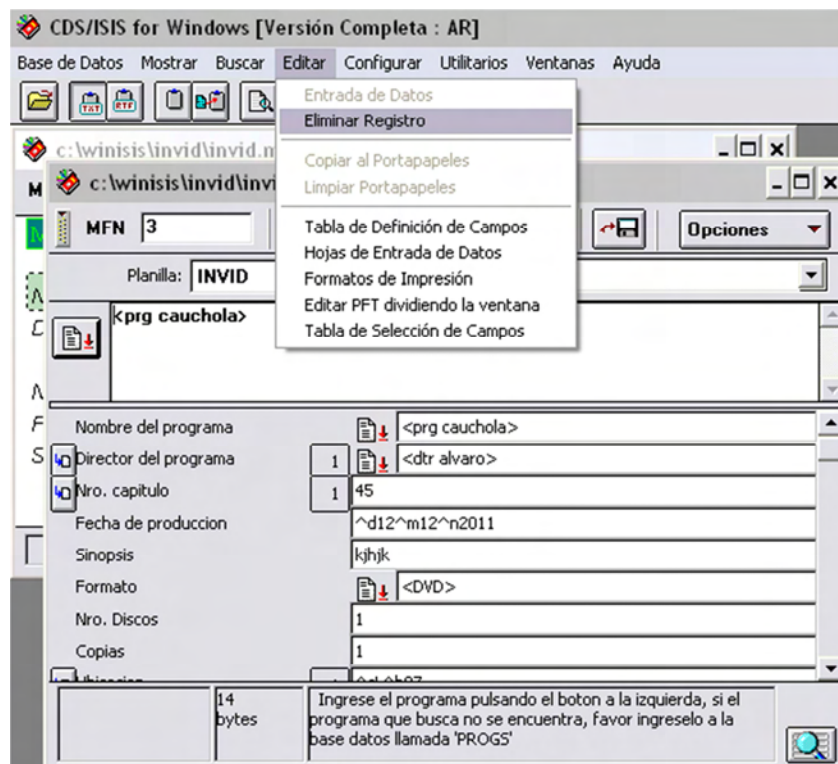 CDS/ISIS for Windows [Versión Completa : AR]
Base de Datos Mostrar Buscar Editar Configurar Utilitarios Ventanas Ayuda
TXT RTF
Entrada de Datos
Eliminar Registro
Copiar al Portapapeles
Limpiar Portapapeles
Tabla de Definición de Campos
Hojas de Entrada de Datos
Formatos de Impresión
Editar PFT dividiendo la ventana
Tabla de Selección de Campos
c:\winisis\invid\invid.m
c:\winisis\invid\invi
MFN 3
Opciones
Planilla: INVID
<prg cauchola>
Nombre del programa <prg cauchola>
Director del programa 1 <dtr alvaro>
Nro. capitulo 1 45
Fecha de produccion ^d12^m12^n2011
Sinopsis kjhjk
Formato <DVD>
Nro. Discos 1
Copias 1
14
bytes
Ingrese el programa pulsando el boton a la izquierda, si el
programa que busca no se encuentra, favor ingreselo a la
base datos llamada 'PROGS'